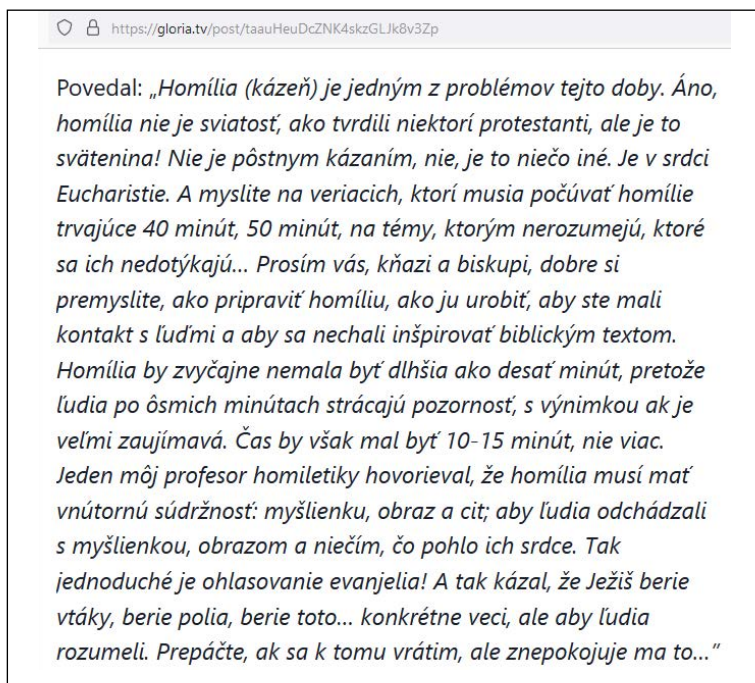 https://gloria.tv/post/taauHeuDcZNK4skzGLJk8v3Zp
Povedal: „Homília (kázeň) je jedným z problémov tejto doby. Áno,
homília nie je sviatosť, ako tvrdili niektorí protestanti, ale je to
svätenina! Nie je pôstnym kázaním, nie, je to niečo iné. Je v srdci
Eucharistie. A myslite na veriacich, ktorí musia počúvať homílie
trvajúce 40 minút, 50 minút, na témy, ktorým nerozumejú, ktoré
sa ich nedotýkajú... Prosím vás, kňazi a biskupi, dobre si
premyslite, ako pripraviť homíliu, ako ju urobiť, aby ste mali
kontakt s ľuďmi a aby sa nechali inšpirovať biblickým textom.
Homília by zvyčajne nemala byť dlhšia ako desať minút, pretože
ľudia po ôsmich minútach strácajú pozornosť, s výnimkou ak je
veľmi zaujímavá. Čas by však mal byť 10-15 minút, nie viac.
Jeden môj profesor homiletiky hovorieval, že homília musí mať
vnútornú súdržnosť: myšlienku, obraz a cit; aby ľudia odchádzali
s myšlienkou, obrazom a niečím, čo pohlo ich srdce. Tak
jednoduché je ohlasovanie evanjelia! A tak kázal, že Ježiš berie
vtáky, berie polia, berie toto... konkrétne veci, ale aby ľudia
rozumeli. Prepáčte, ak sa k tomu vrátim, ale znepokojuje ma to...”